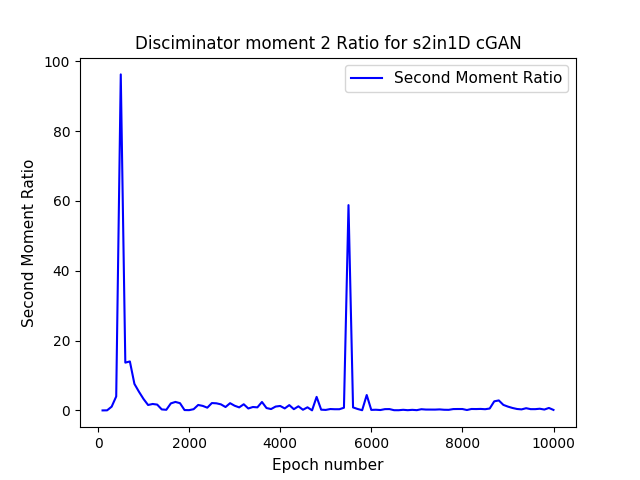 Disciminator moment 2 Ratio for s2in1D cGAN
Second Moment Ratio
Second Moment Ratio
100
80
60
40
20
0
0 2000 4000 6000 8000 10000
Epoch number